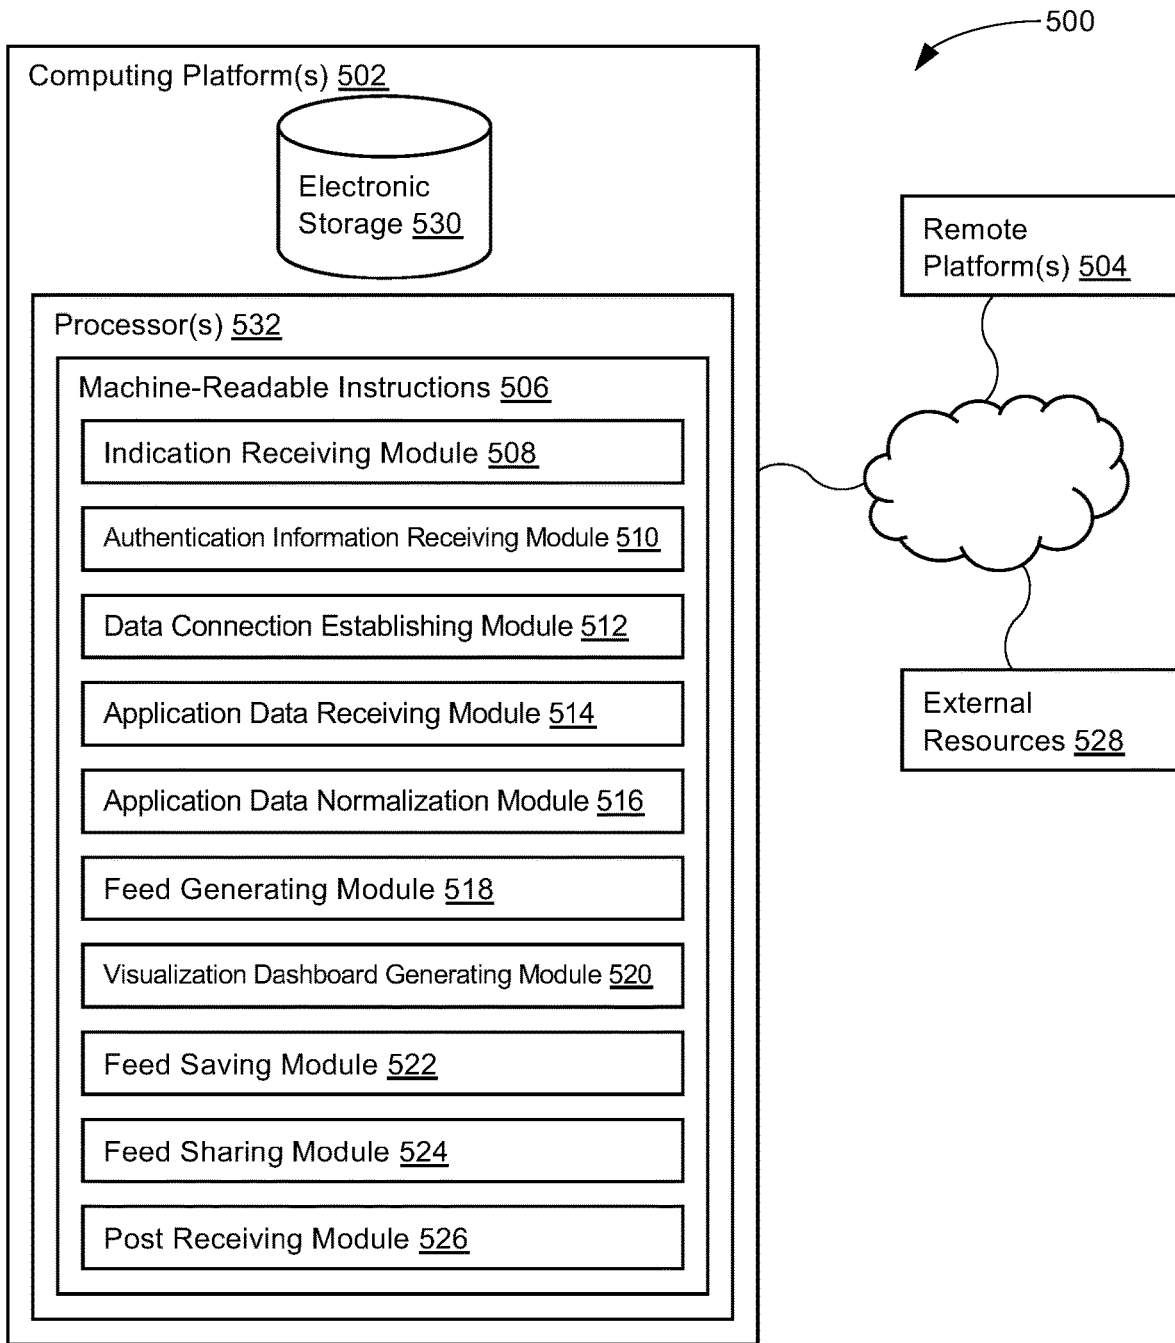 500
Computing Platform(s) 502
Electronic
Storage 530
Remote
Platform(s) 504
Processor(s) 532
Machine-Readable Instructions 506
Indication Receiving Module 508
Authentication Information Receiving Module 510
Data Connection Establishing Module 512
Application Data Receiving Module 514
Application Data Normalization Module 516
Feed Generating Module 518
Visualization Dashboard Generating Module 520
Feed Saving Module 522
Feed Sharing Module 524
Post Receiving Module 526
External
Resources 528